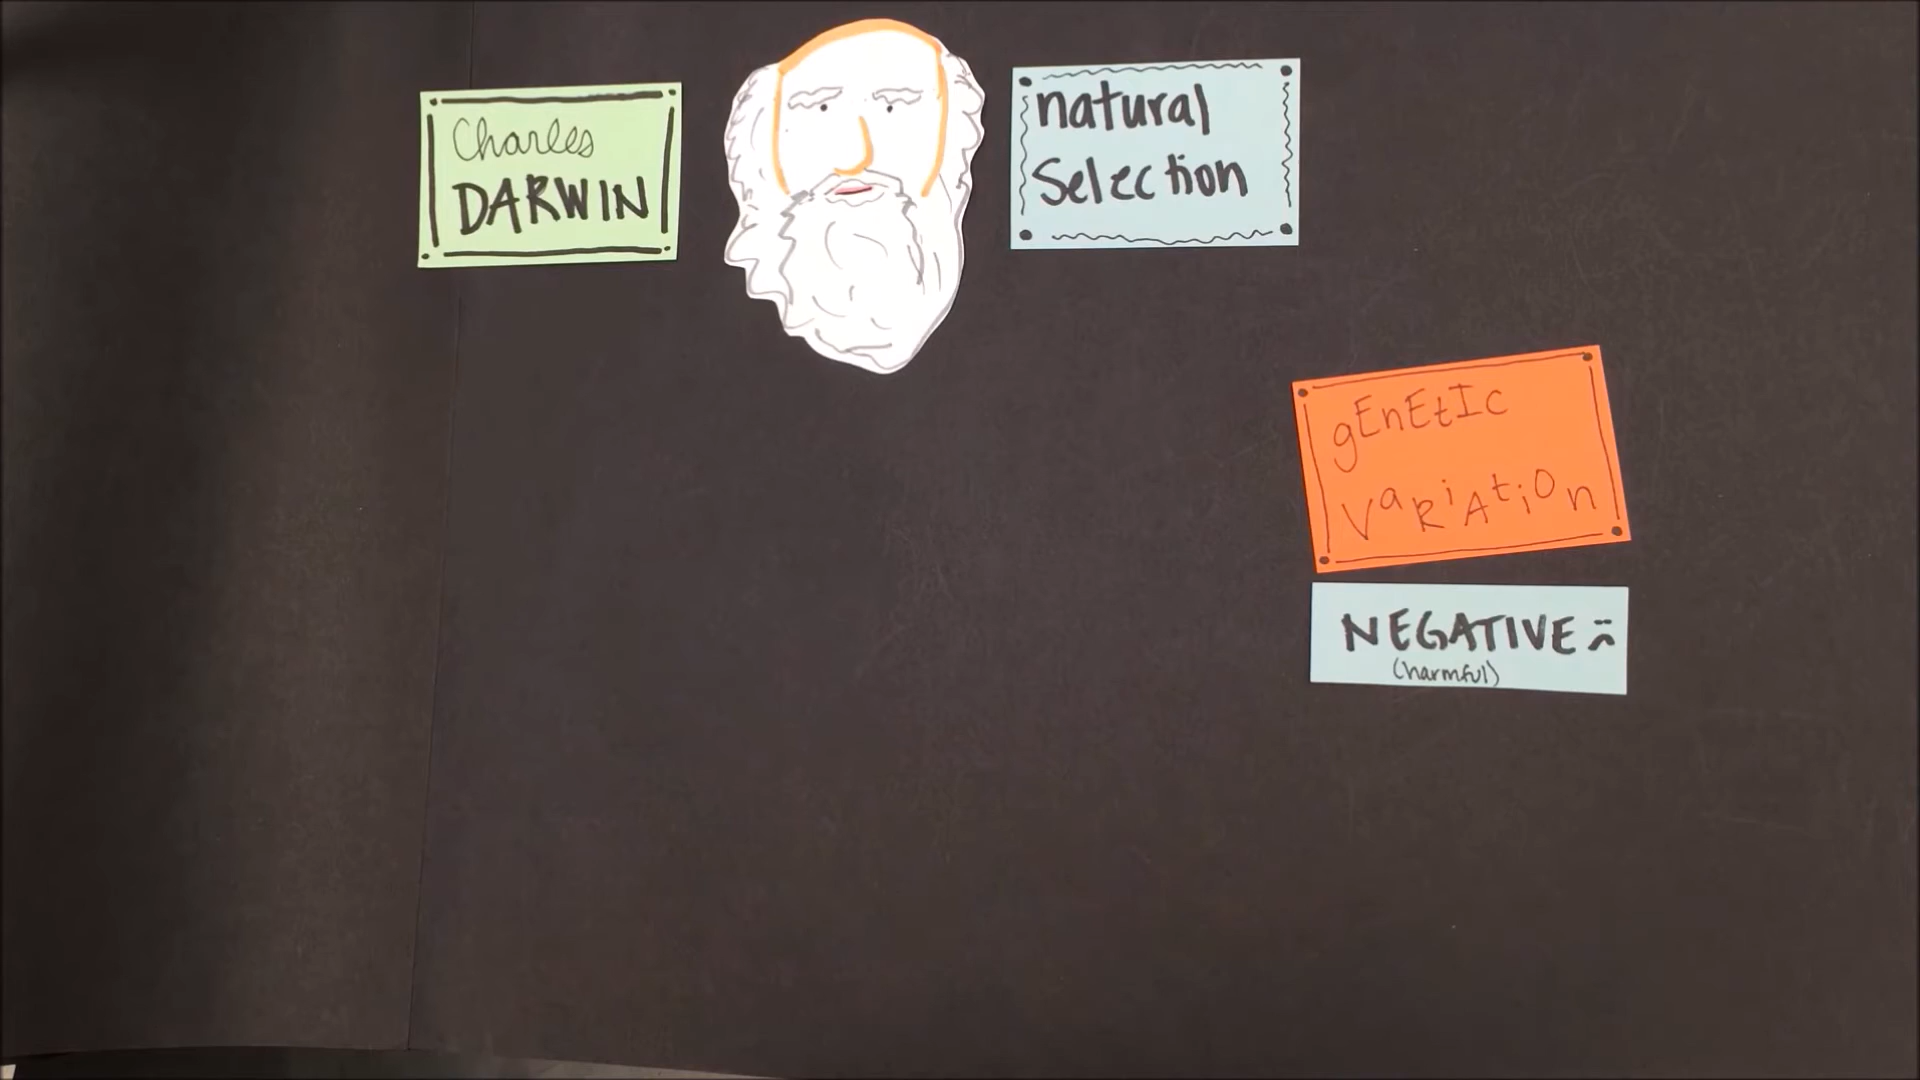 Charles
DARWIN
natural
Selection
gEnEtIc
VaRiAtiOn
NEGATIVE :(
(harmful)